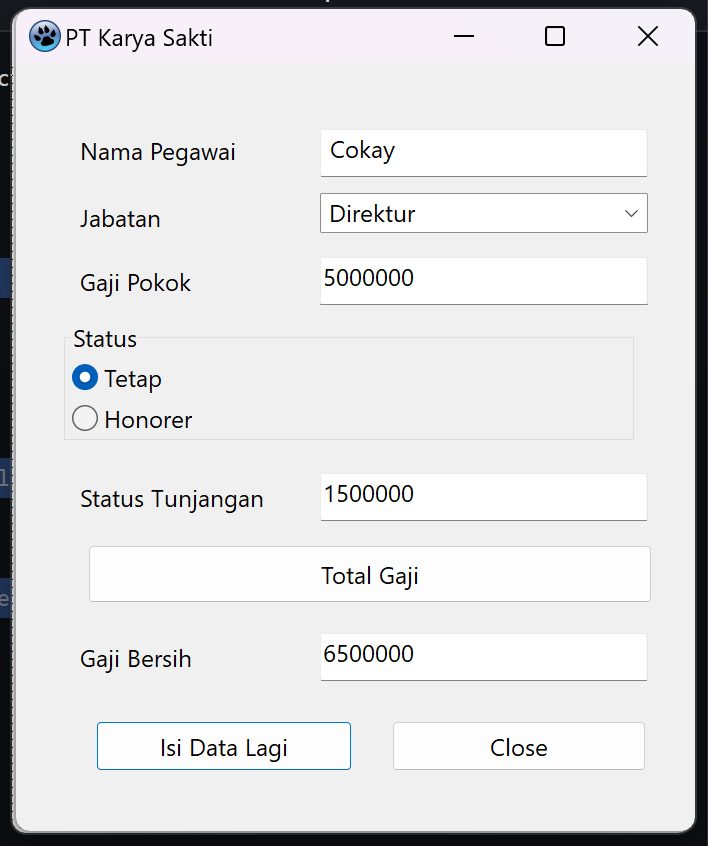 PT Karya Sakti
Nama Pegawai Cokay
Jabatan Direktur
Gaji Pokok 5000000
Status
Tetap
Honorer
Status Tunjangan 1500000
Total Gaji
Gaji Bersih 6500000
Isi Data Lagi Close